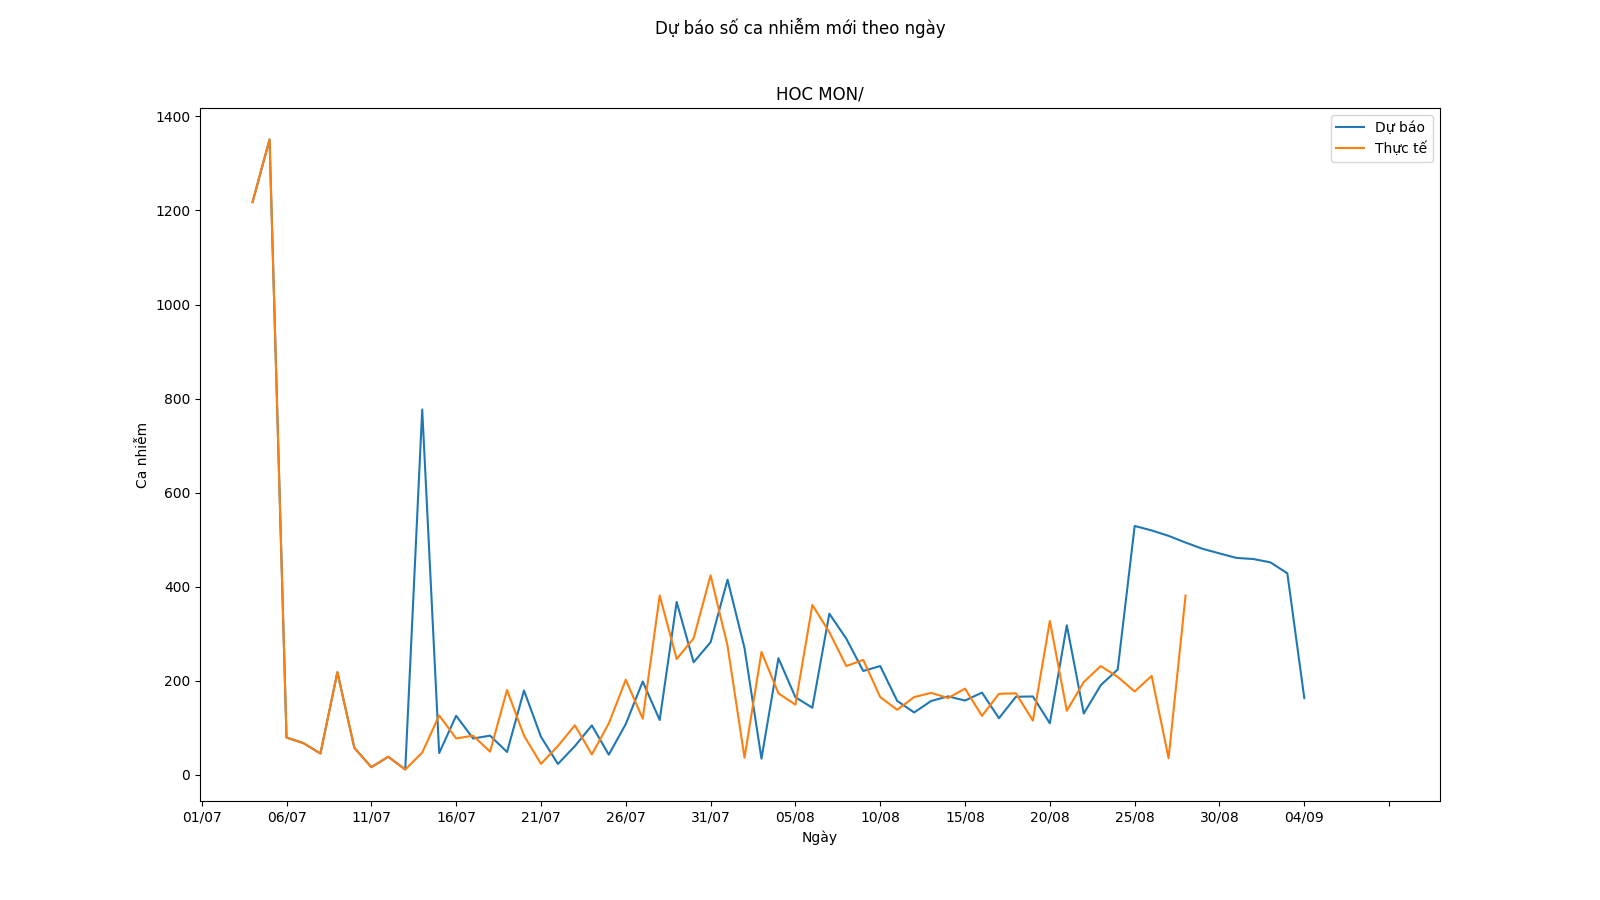 Dự báo số ca nhiễm mới theo ngày
HOC MON/
Dự báo
Thực tế
1400
1200
1000
800
600
400
200
0
Ca nhiễm
01/07 06/07 11/07 16/07 21/07 26/07 31/07 05/08 10/08 15/08 20/08 25/08 30/08 04/09
Ngày